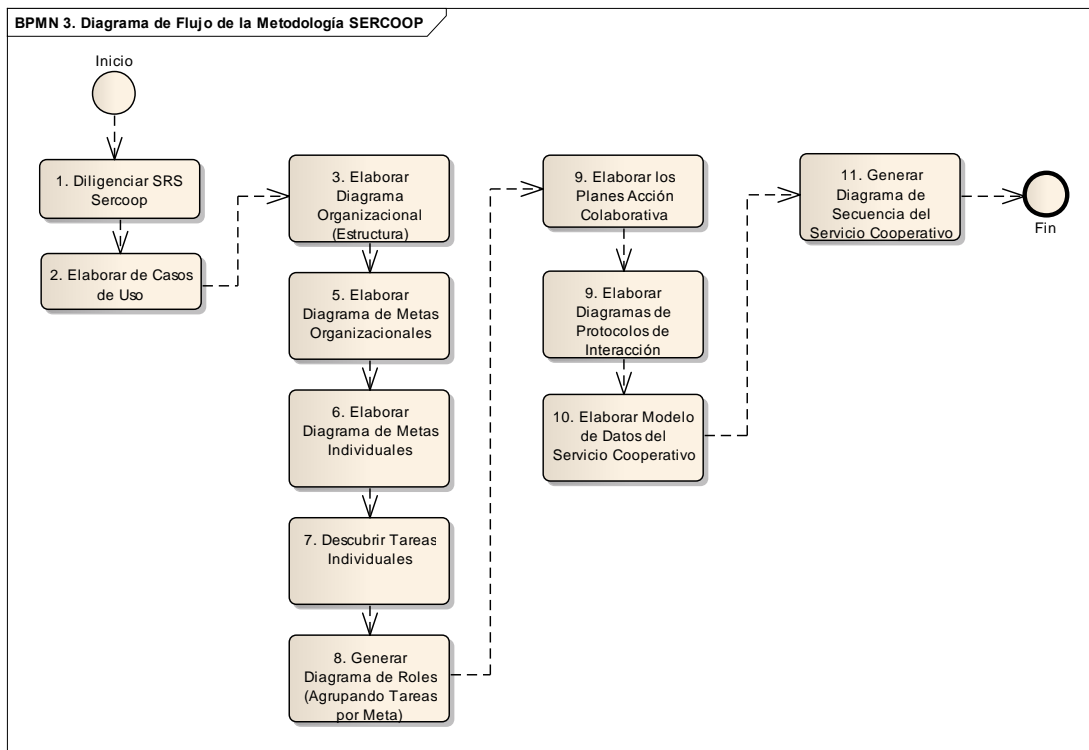 BPMN 3. Diagrama de Flujo de la Metodología SERCOOP
Inicio
1. Diligenciar SRS
Sercoop
2. Elaborar de Casos
de Uso
3. Elaborar
Diagrama
Organizacional
(Estructura)
5. Elaborar
Diagrama de Metas
Organizacionales
6. Elaborar
Diagrama de Metas
Individuales
7. Descubrir Tareas
Individuales
8. Generar
Diagrama de Roles
(Agrupando Tareas
por Meta)
9. Elaborar los
Planes Acción
Colaborativa
9. Elaborar
Diagramas de
Protocolos de
Interacción
10. Elaborar Modelo
de Datos del
Servicio Cooperativo
11. Generar
Diagrama de
Secuencia del
Servicio Cooperativo
Fin